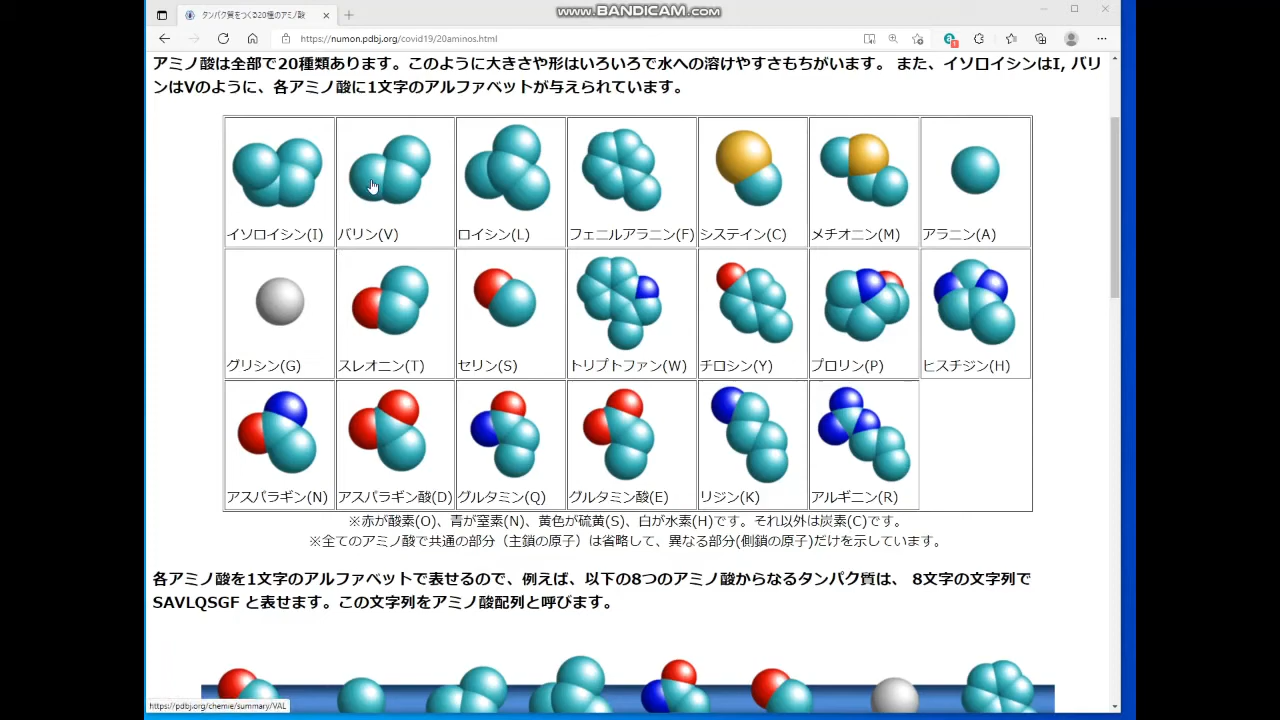 www.BANDICAM.com
タンパク質をつくる20種のアミノ酸
https://numon.pdbj.org/covid19/20aminos.html
アミノ酸は全部で20種類あります。このように大きさや形はいろいろで水への溶けやすさもちがいます。 また、イソロイシンはI, バリ
ンはVのように、各アミノ酸に1文字のアルファベットが与えられています。
イソロイシン(I) バリン(V) ロイシン(L) フェニルアラニン(F) システイン(C) メチオニン(M) アラニン(A)
グリシン(G) スレオニン(T) セリン(S) トリプトファン(W) チロシン(Y) プロリン(P) ヒスチジン(H)
アスパラギン(N) アスパラギン酸(D) グルタミン(Q) グルタミン酸(E) リジン(K) アルギニン(R)
※赤が酸素(O)、青が窒素(N)、黄色が硫黄(S)、白が水素(H)です。それ以外は炭素(C)です。
※全てのアミノ酸で共通の部分（主鎖の原子）は省略して、異なる部分(側鎖の原子)だけを示しています。
各アミノ酸を1文字のアルファベットで表せるので、例えば、以下の8つのアミノ酸からなるタンパク質は、 8文字の文字列で
SAVLQSGF と表せます。この文字列をアミノ酸配列と呼びます。
https://pdbj.org/chemie/summary/VAL